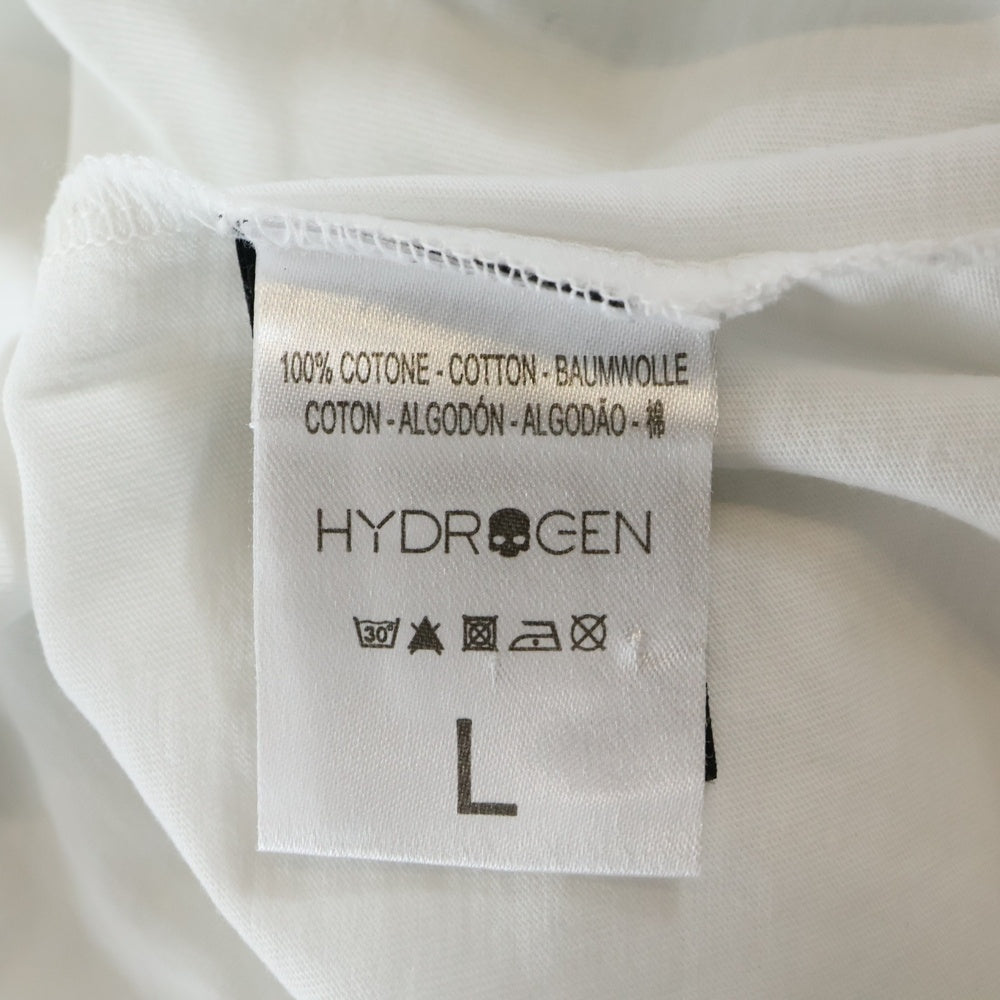 100% COTONE - COTTON - BAUMWOLLE
COTON - ALGODÓN - ALGODÃO - 棉
HYDROGEN
30°
L